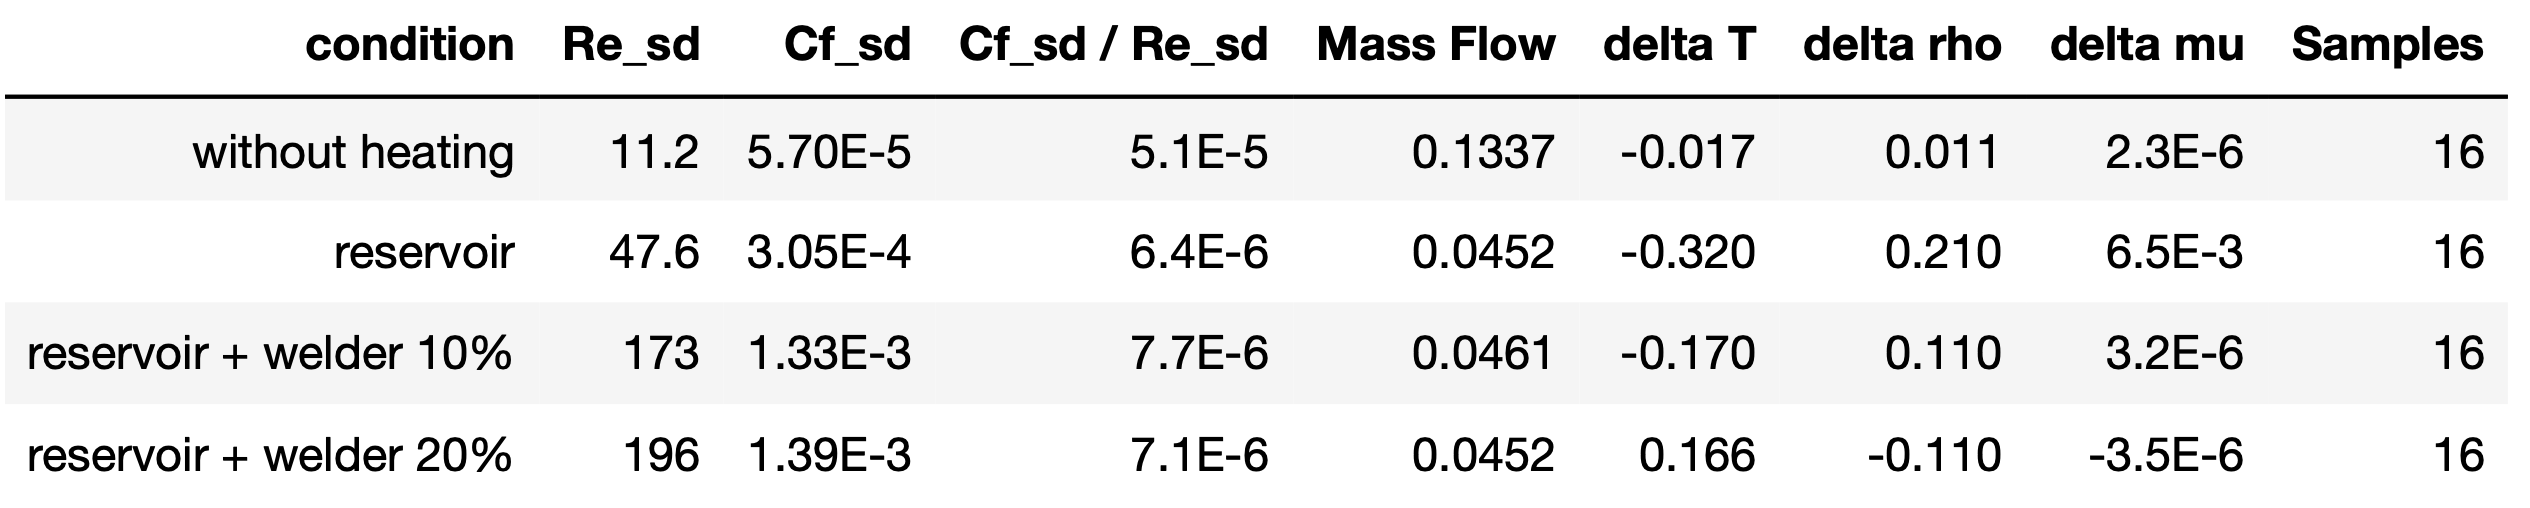 condition Re_sd Cf_sd Cf_sd / Re_sd Mass Flow delta T delta rho delta mu Samples
without heating 11.2 5.70E-5 5.1E-5 0.1337 -0.017 0.011 2.3E-6 16
reservoir 47.6 3.05E-4 6.4E-6 0.0452 -0.320 0.210 6.5E-3 16
reservoir + welder 10% 173 1.33E-3 7.7E-6 0.0461 -0.170 0.110 3.2E-6 16
reservoir + welder 20% 196 1.39E-3 7.1E-6 0.0452 0.166 -0.110 -3.5E-6 16